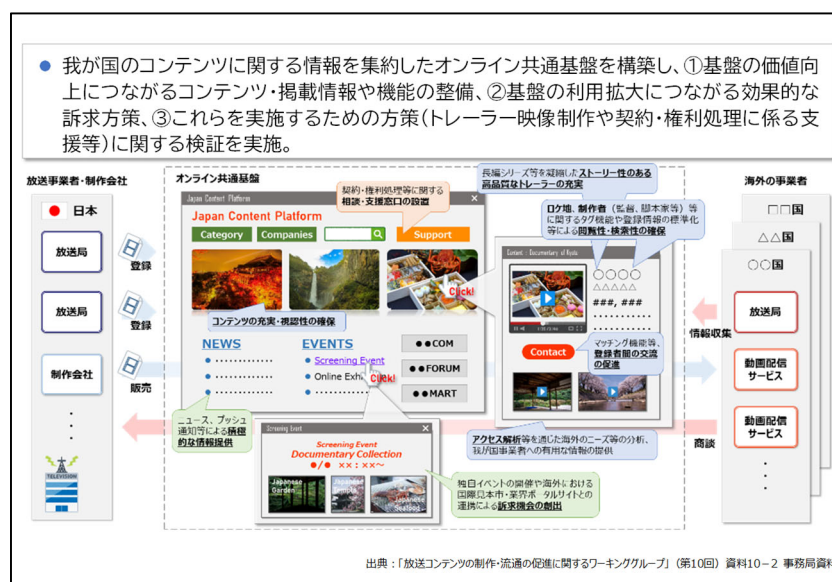 ● 我が国のコンテンツに関する情報を集約したオンライン共通基盤を構築し、①基盤の価値向
上につながるコンテンツ・掲載情報や機能の整備、②基盤の利用拡大につながる効果的な
訴求方策、③これらを実施するための方策(トレーラー映像制作や契約・権利処理に係る支
援等)に関する検証を実施。
放送事業者・制作会社
日本
放送局
登録
放送局
登録
制作会社
販売
TELEVISION
オンライン共通基盤
Japan Content Platform
Japan Content Platform
Category
Companies
Support
契約・権利処理等に関する
相談・支援窓口の設置
Click!
コンテンツの充実・視認性の確保
NEWS
EVENTS
● Screening Event
● Online Exhi
Click!
●●COM
●●FORUM
●●MART
ニュース、プッシュ
通知等による積極
的な情報提供
Screening Event
Screening Event
Documentary Collection
●/● ××:××~
Japanese
Garden
Japanese
Temple
Japanese
Seafood
長編シリーズ等を凝縮したストーリー性のある
高品質なトレーラーの充実
ロケ地、制作者(監督、脚本家等)等
に関するタグ機能や登録情報の標準化
等による閲覧性・検索性の確保
Content : Documentary of Kyoto
○○○○
△△△△△
###, ###
Contact
マッチング機能等、
登録者間の交流
の促進
アクセス解析等を通じた海外のニーズ等の分析、
我が国事業者への有用な情報の提供
独自イベントの開催や海外における
国際見本市・業界ポータルサイトとの
連携による訴求機会の創出
海外の事業者
□□国
△△国
○○国
放送局
情報収集
動画配信
サービス
動画配信
サービス
商談
出典:「放送コンテンツの制作・流通の促進に関するワーキンググループ」(第10回) 資料10-2 事務局資料